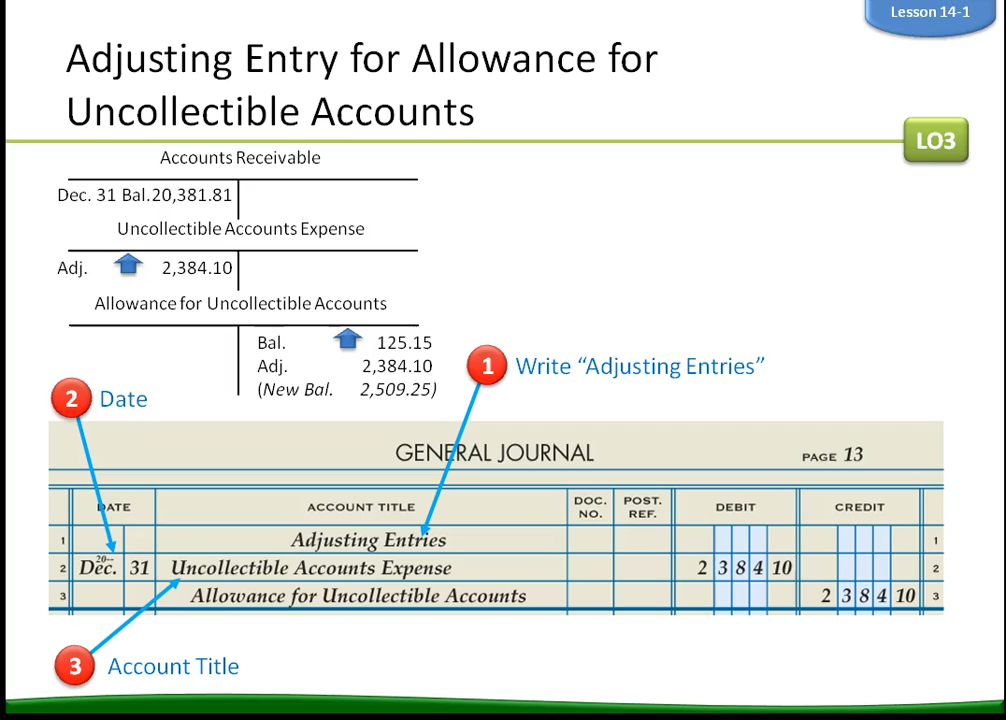 Lesson 14-1
Adjusting Entry for Allowance for
Uncollectible Accounts
LO3
Accounts Receivable
Dec. 31 Bal.20,381.81
Uncollectible Accounts Expense
Adj. 2,384.10
Allowance for Uncollectible Accounts
Bal. 125.15
Adj. 2,384.10
(New Bal. 2,509.25)
1 Write “Adjusting Entries”
2 Date
GENERAL JOURNAL PAGE 13
DATE ACCOUNT TITLE DOC. NO. POST. REF. DEBIT CREDIT
1 Adjusting Entries 1
20--
2 Dec. 31 Uncollectible Accounts Expense 2 3 8 4 10 2
3 Allowance for Uncollectible Accounts 2 3 8 4 10 3
3 Account Title